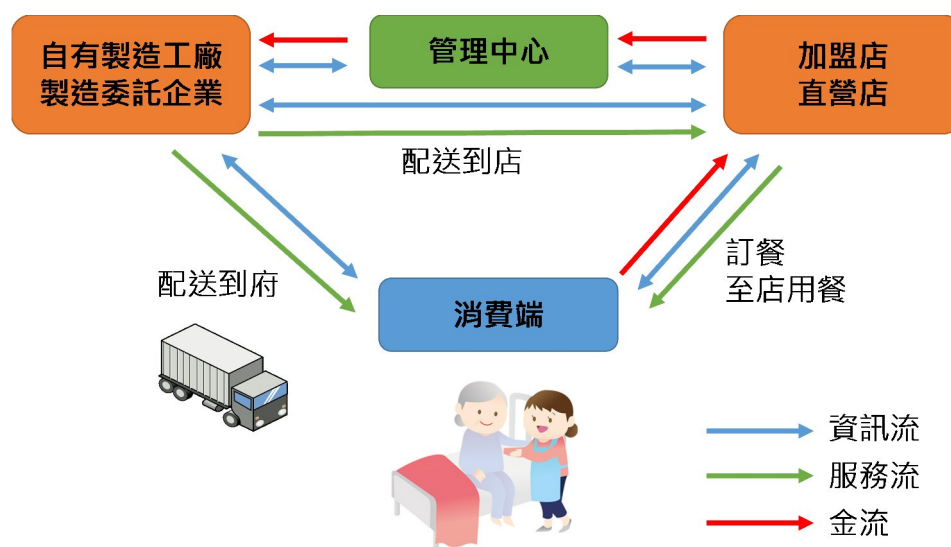 自有製造工廠
製造委託企業
管理中心
加盟店
直營店
配送到店
配送到府
訂餐
至店用餐
消費端
資訊流
服務流
金流